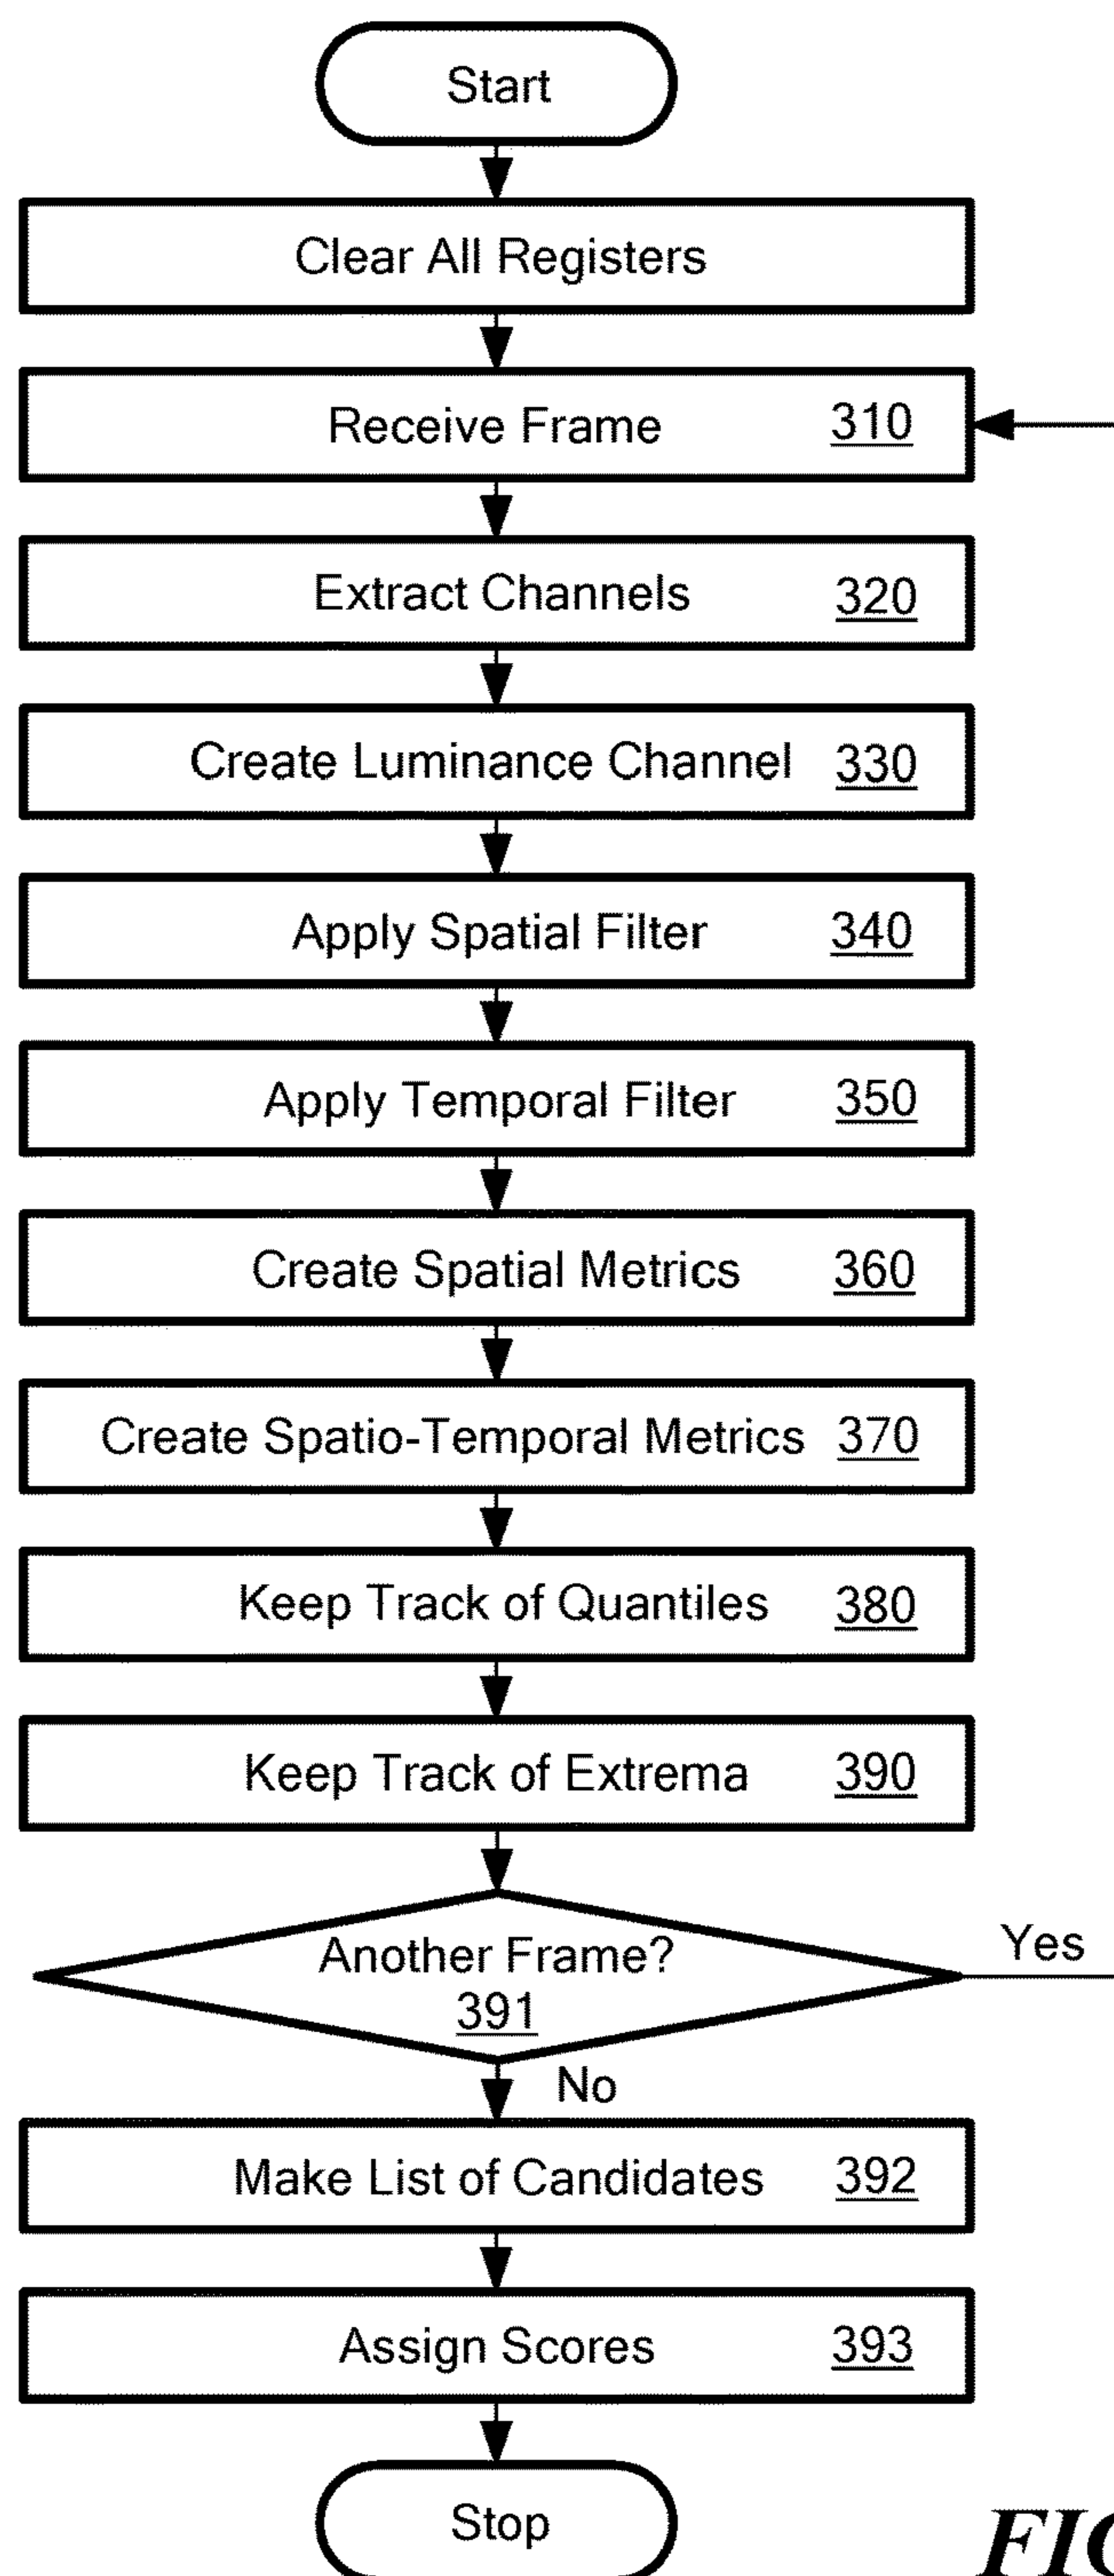 Start
Clear All Registers
Receive Frame 310
Extract Channels 320
Create Luminance Channel 330
Apply Spatial Filter 340
Apply Temporal Filter 350
Create Spatial Metrics 360
Create Spatio-Temporal Metrics 370
Keep Track of Quantiles 380
Keep Track of Extrema 390
Another Frame?
Yes
391
No
Make List of Candidates 392
Assign Scores 393
Stop